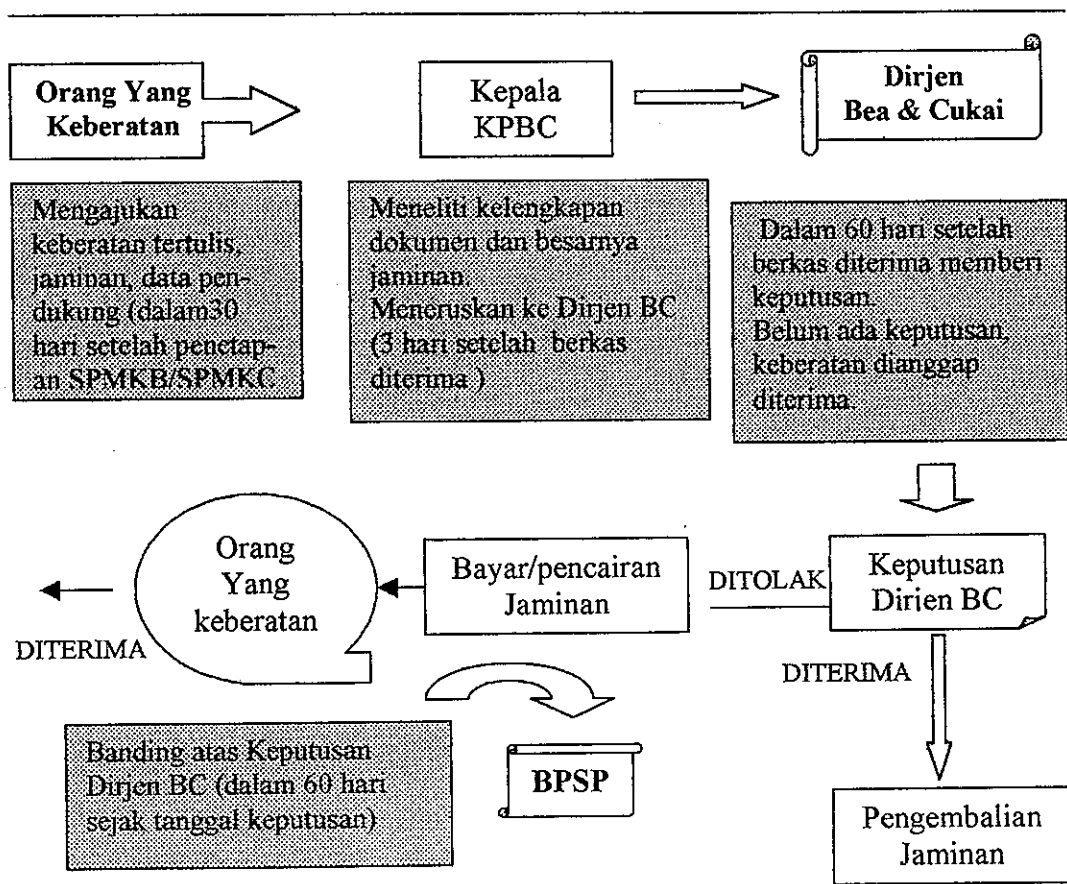 Orang Yang
Keberatan
Kepala
KPBC
Dirjen
Bea & Cukai
Mengajukan
keberatan tertulis,
jaminan, data pen-
dukung (dalam30
hari setelah penetap-
an SPMKB/SPMKC
Meneliti kelengkapan
dokumen dan besarnya
jaminan.
Meneruskan ke Dirjen BC
(3 hari setelah berkas
diterima )
Dalam 60 hari setelah
berkas diterima memberi
keputusan.
Belum ada keputusan,
keberatan dianggap
diterima.
Orang
Yang
keberatan
Bayar/pencairan
Jaminan
DITOLAK
Keputusan
Dirien BC
DITERIMA
DITERIMA
Banding atas Keputusan
Dirjen BC (dalam 60 hari
sejak tanggal keputusan)
BPSP
Pengembalian
Jaminan